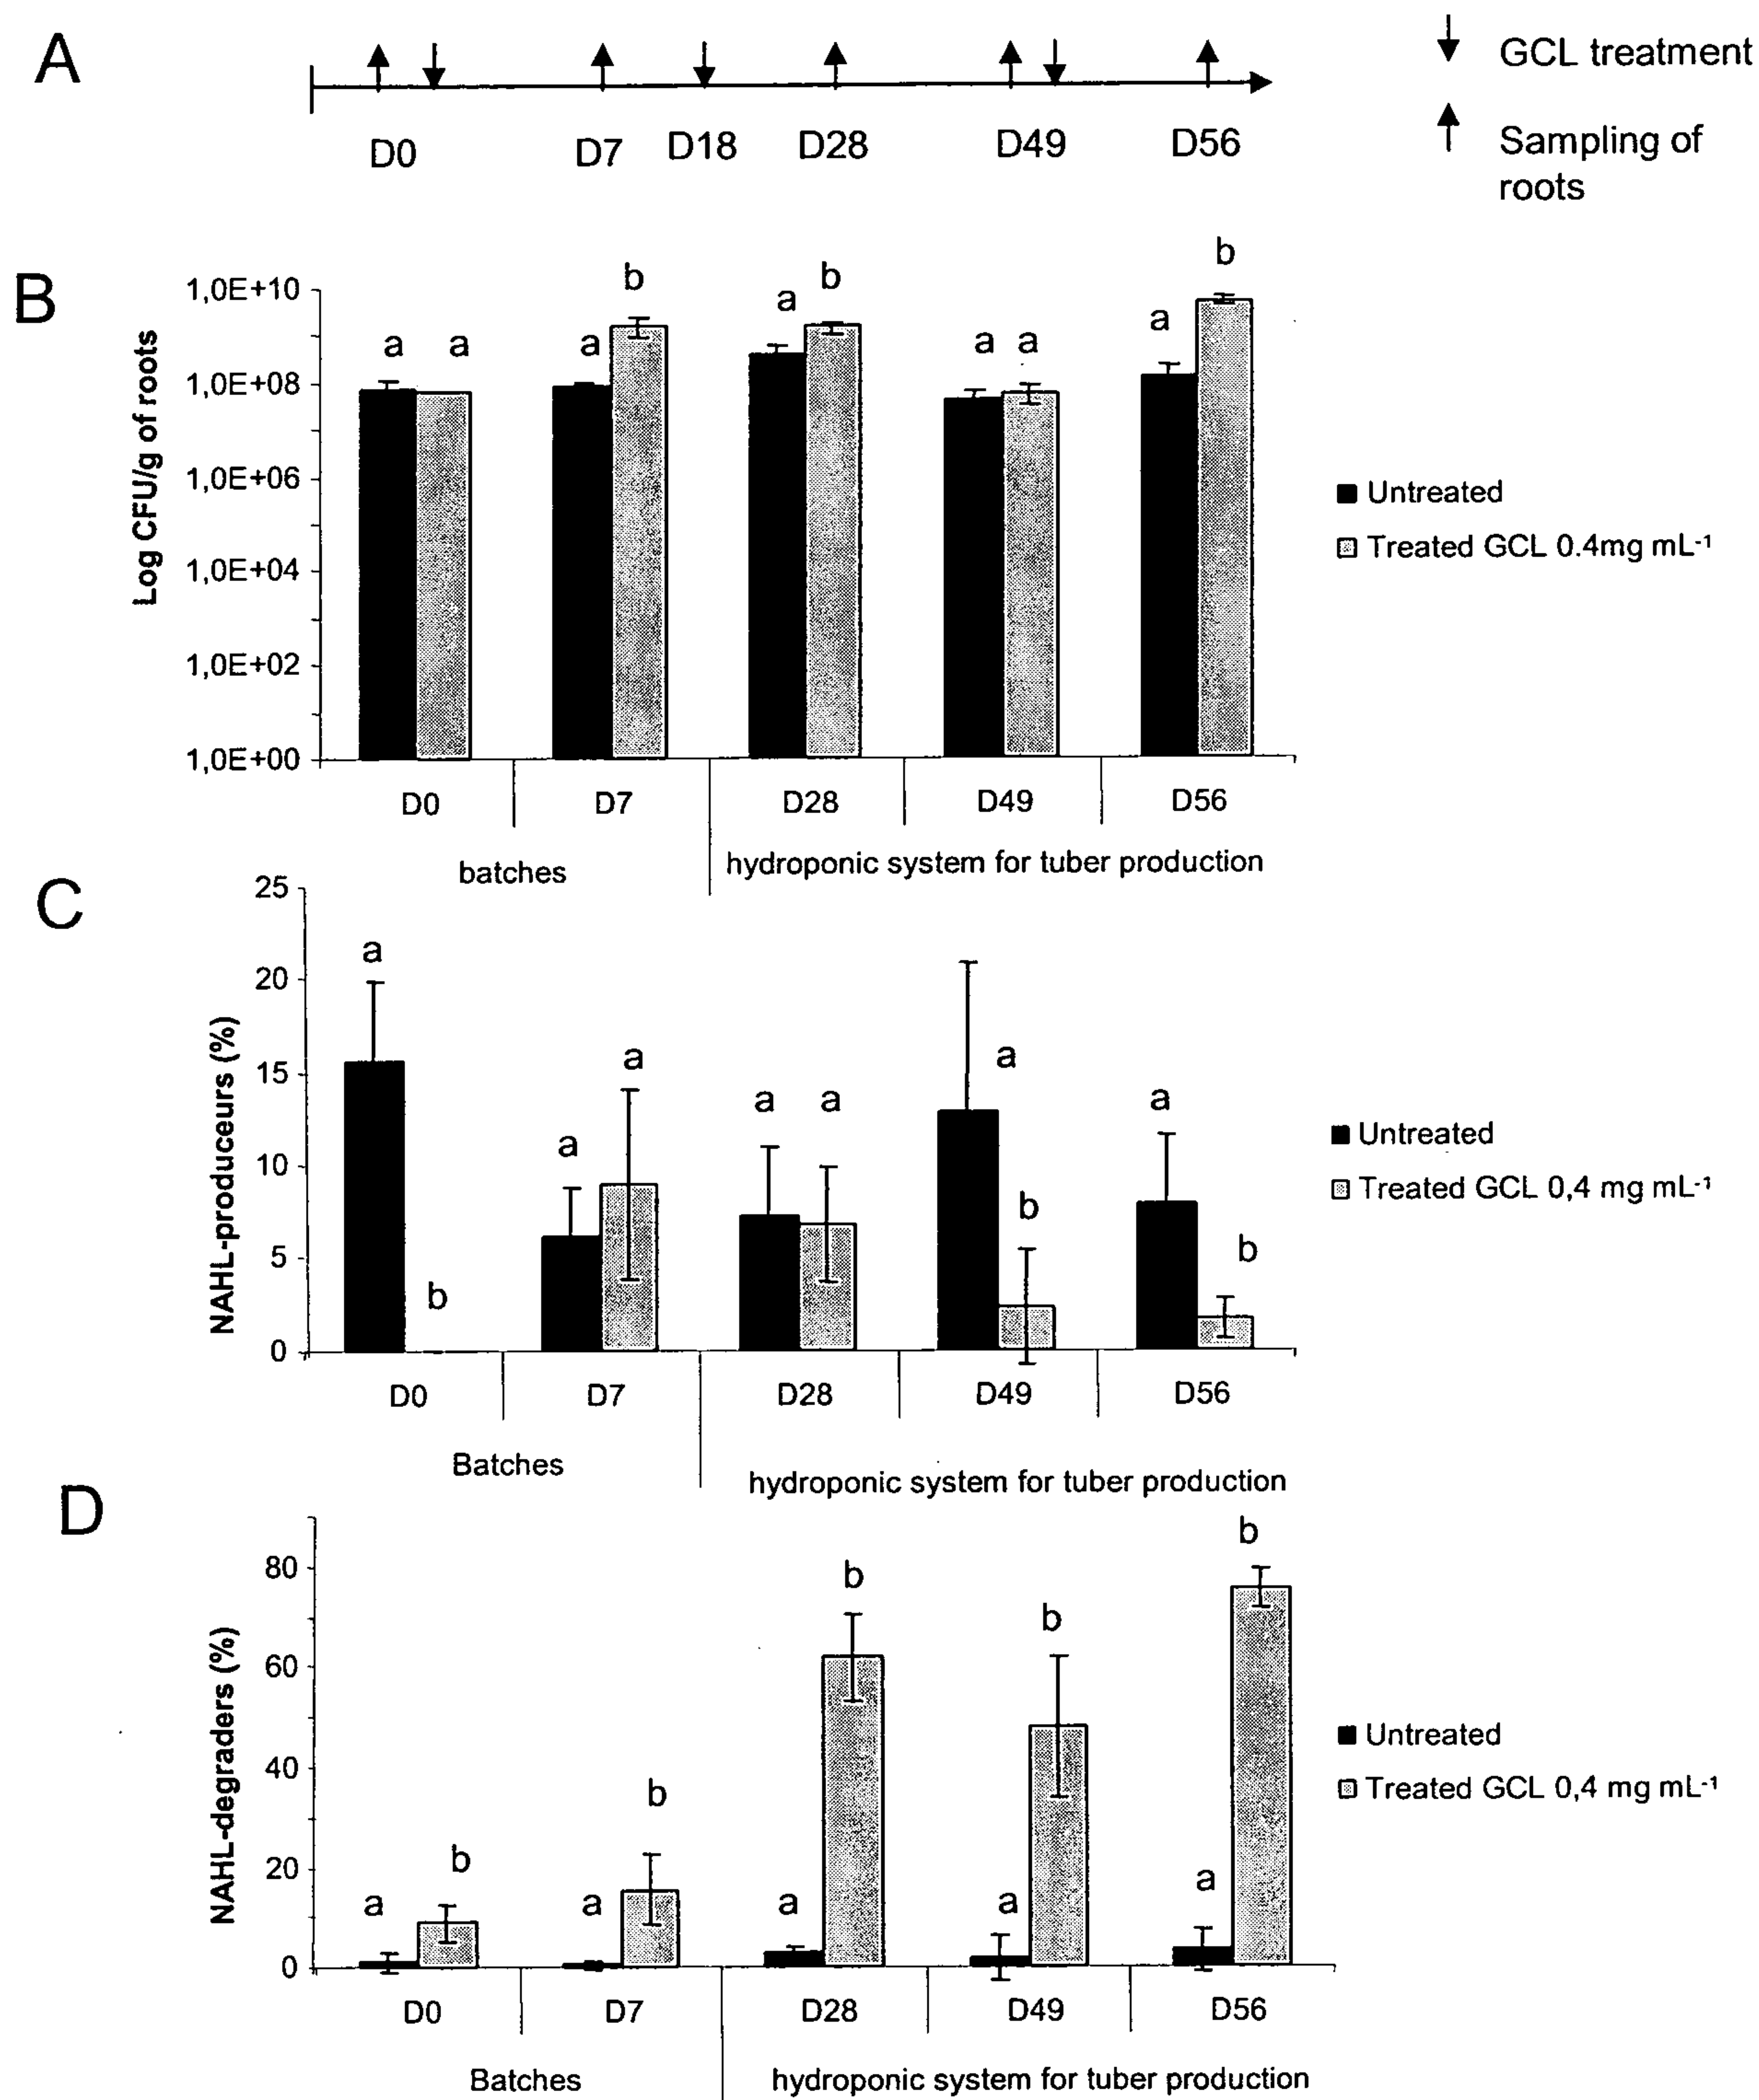 A
GCL treatment
Sampling of
roots
D0 D7 D18 D28 D49 D56
B
Log CFU/g of roots
1,0E+10
1,0E+08
1,0E+06
1,0E+04
1,0E+02
1,0E+00
a a a b a b a a a b
Untreated
Treated GCL 0.4mg mL-1
D0 D7 D28 D49 D56
batches hydroponic system for tuber production
C
NAHL-produceurs (%)
25
20
15
10
5
0
a b a a a a a b a b
Untreated
Treated GCL 0,4 mg mL-1
D0 D7 D28 D49 D56
Batches hydroponic system for tuber production
D
NAHL-degraders (%)
80
60
40
20
0
a b a b a b a b a b
Untreated
Treated GCL 0,4 mg mL-1
D0 D7 D28 D49 D56
Batches hydroponic system for tuber production